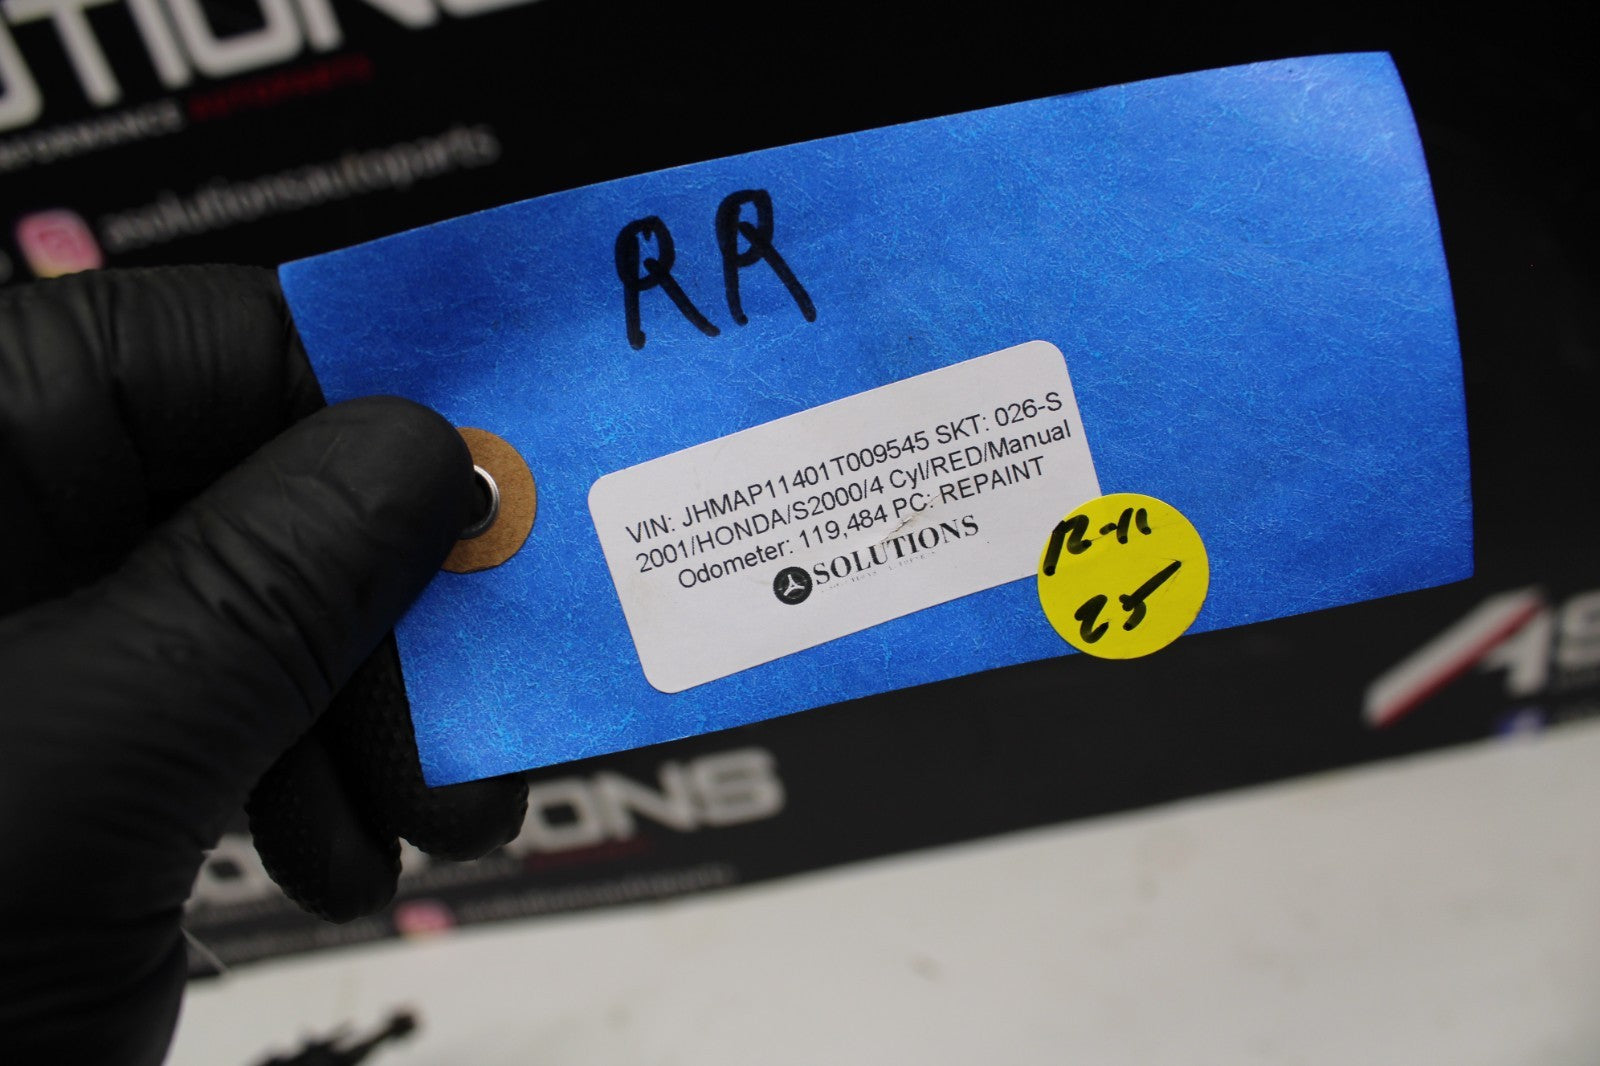 asolutionsautoparts
RR
VIN: JHMAP11401T009545 SKT: 026-S
2001/HONDA/S2000/4 Cyl/RED/Manual
Odometer: 119,484 PC: REPAINT
SOLUTIONS
R-11
25